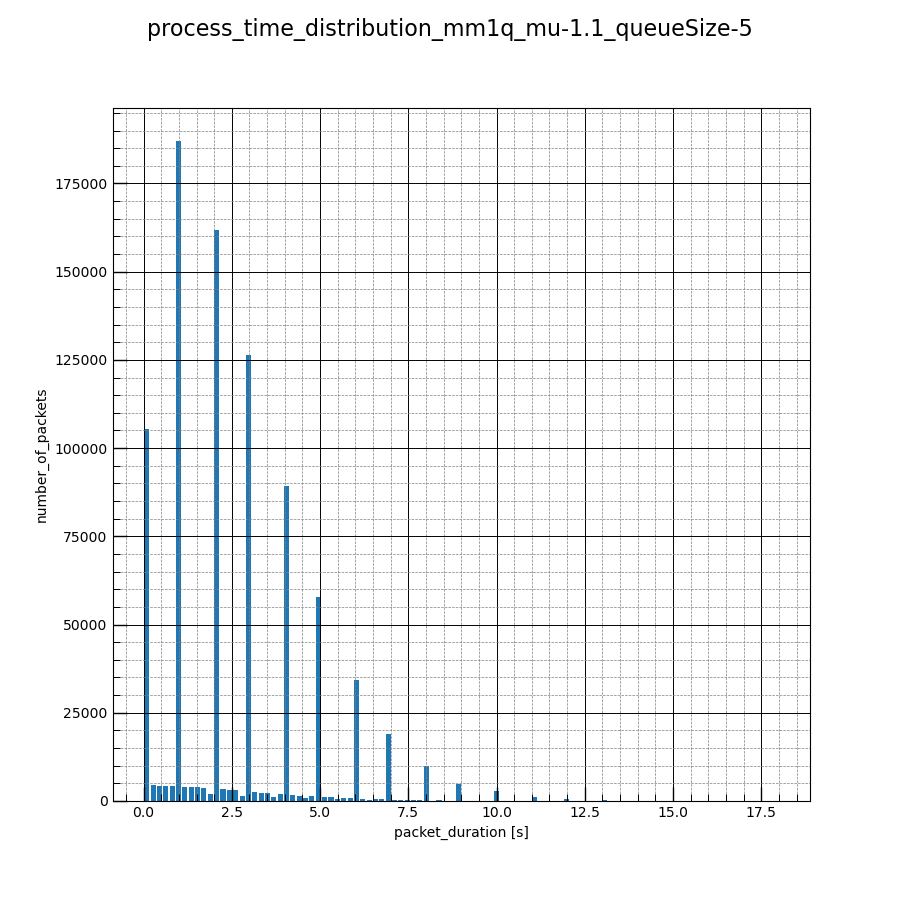 process_time_distribution_mm1q_mu-1.1_queueSize-5
number_of_packets
175000
150000
125000
100000
75000
50000
25000
0
0.0 2.5 5.0 7.5 10.0 12.5 15.0 17.5
packet_duration [s]